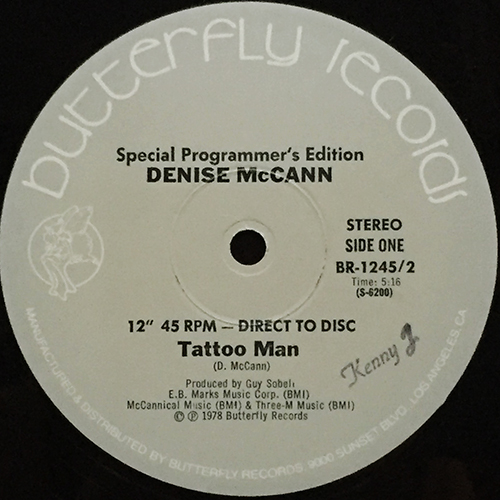 butterfly records
Special Programmer's Edition
DENISE McCANN
STEREO
SIDE ONE
BR-1245/2
Time: 5:16
(S-6200)
12" 45 RPM — DIRECT TO DISC
Tattoo Man
(D. McCann)
Kenny J.
Produced by Guy Sobell
E.B. Marks Music Corp. (BMI)
McCannical Music (BMI) & Three-M Music (BMI)
© ℗ 1978 Butterfly Records
MANUFACTURED & DISTRIBUTED BY BUTTERFLY RECORDS, 9000 SUNSET BLVD., LOS ANGELES, CA